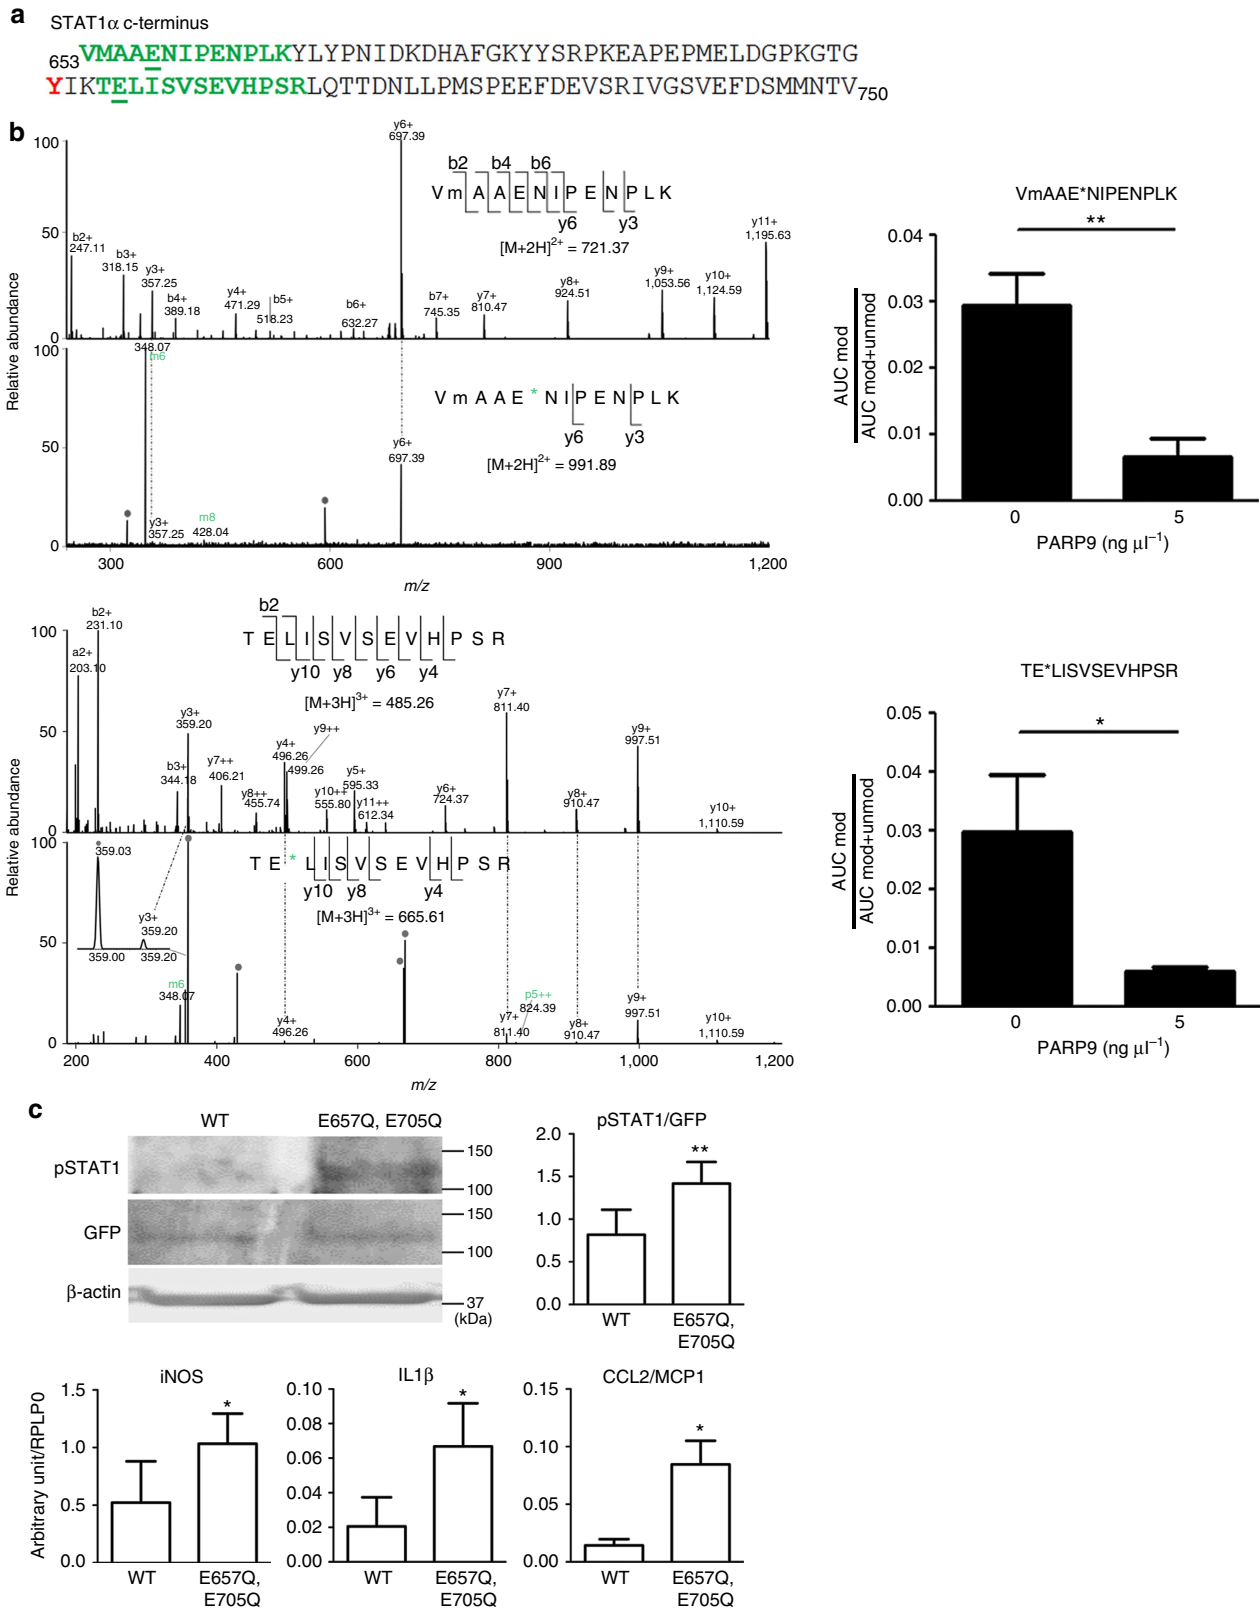 a
STAT1α c-terminus
653VMAAENIPENPLKYLYPNIDKDHAFGKYYSRPKEAPEPMELDGPKGTG
YIKTELISVSEVHPSRLQTTDNLLPMSPEEFDEVSRIVGSVEFDSMMNTV750
b
Relative abundance
100
50
0
b2+
247.11
b3+
318.15
y3+
357.25
b4+
389.18
y4+
471.29
b5+
518.23
b6+
632.27
y6+
697.39
b7+
745.35
y7+
810.47
y8+
924.51
y9+
1,053.56
y10+
1,124.59
y11+
1,195.63
b2 b4 b6
V m A A E N I P E N P L K
y6 y3
[M+2H]2+ = 721.37
100
50
0
348.07
m6
y3+
357.25
m8
428.04
y6+
697.39
V m A A E * N I P E N P L K
y6 y3
[M+2H]2+ = 991.89
300 600 900 1,200
m/z
VmAAE*NIPENPLK
**
AUC mod
AUC mod+unmod
0.04
0.03
0.02
0.01
0.00
0 5
PARP9 (ng µl−1)
Relative abundance
100
50
0
b2+
231.10
a2+
203.10
y3+
359.20
b3+
344.18
y7++
406.21
y8++
455.74
y4+
496.26
y9++
499.26
y10++
555.80
y5+
595.33
y11++
612.34
y6+
724.37
y7+
811.40
y8+
910.47
y9+
997.51
y10+
1,110.59
b2
T E L I S V S E V H P S R
y10 y8 y6 y4
[M+3H]3+ = 485.26
100
50
0
359.03
y3+
359.20
359.00 359.20
m6
348.07
y4+
496.26
y7+
811.40
p5++
824.39
y8+
910.47
y9+
997.51
y10+
1,110.59
T E * L I S V S E V H P S R
y10 y8 y4
[M+3H]3+ = 665.61
200 400 600 800 1,000 1,200
m/z
TE*LISVSEVHPSR
*
AUC mod
AUC mod+unmod
0.05
0.04
0.03
0.02
0.01
0.00
0 5
PARP9 (ng µl−1)
c
WT E657Q, E705Q
pSTAT1
150
100
GFP
150
100
β-actin
37
(kDa)
pSTAT1/GFP
**
2.0
1.5
1.0
0.5
0.0
WT E657Q,
E705Q
Arbitrary unit/RPLP0
iNOS
*
1.5
1.0
0.5
0.0
WT E657Q,
E705Q
IL1β
*
0.10
0.08
0.06
0.04
0.02
0.00
WT E657Q,
E705Q
CCL2/MCP1
*
0.15
0.10
0.05
0.00
WT E657Q,
E705Q